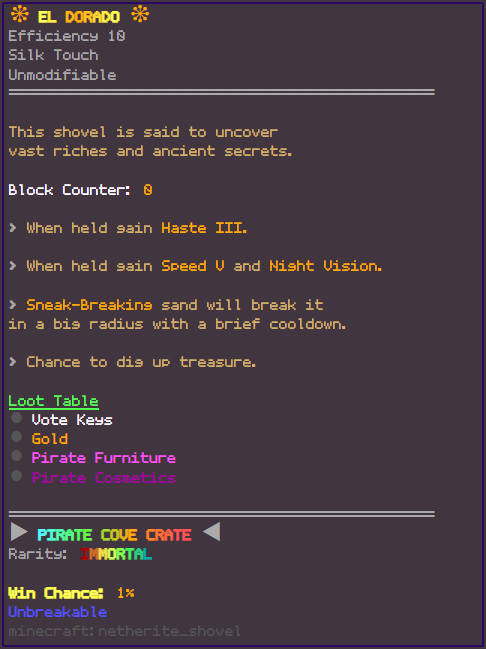 EL DORADO
Efficiency 10
Silk Touch
Unmodifiable
This shovel is said to uncover
vast riches and ancient secrets.
Block Counter: 0
> When held gain Haste III.
> When held gain Speed V and Night Vision.
> Sneak-Breaking sand will break it
in a big radius with a brief cooldown.
> Chance to dig up treasure.
Loot Table
● Vote Keys
● Gold
● Pirate Furniture
● Pirate Cosmetics
▶ PIRATE COVE CRATE ◀
Rarity: IMMORTAL
Win Chance: 1%
Unbreakable
minecraft:netherite_shovel